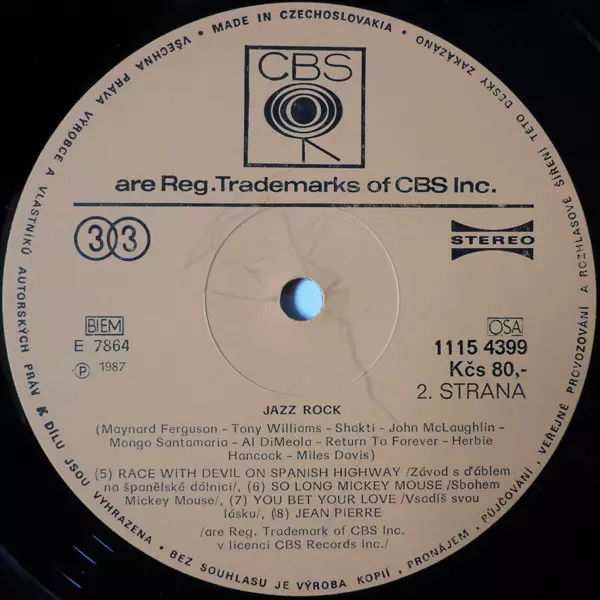 • MADE IN CZECHOSLOVAKIA •
VŠECHNA PRÁVA VÝROBCE A VLASTNÍKŮ AUTORSKÝCH PRÁV K DÍLU JSOU VYHRAZENA • BEZ SOUHLASU JE VÝROBA KOPIÍ, PRONÁJEM, PŮJČOVÁNÍ, VEŘEJNÉ PROVOZOVÁNÍ A ROZHLASOVÉ ŠÍŘENÍ TÉTO DESKY ZAKÁZÁNO
CBS
are Reg. Trademarks of CBS Inc.
33
STEREO
BIEM
OSA
E 7864
1115 4399
Ⓟ 1987
Kčs 80,-
2. STRANA
JAZZ ROCK
(Maynard Ferguson - Tony Williams - Shakti - John McLaughlin -
Mongo Santamaria - Al DiMeola - Return To Forever - Herbie
Hancock - Miles Davis)
(5) RACE WITH DEVIL ON SPANISH HIGHWAY /Závod s ďáblem
na španělské dálnici/, (6) SO LONG MICKEY MOUSE /Sbohem
Mickey Mouse/, (7) YOU BET YOUR LOVE /Vsadíš svou
lásku/, (8) JEAN PIERRE
/are Reg. Trademark of CBS Inc.
v licenci CBS Records Inc./